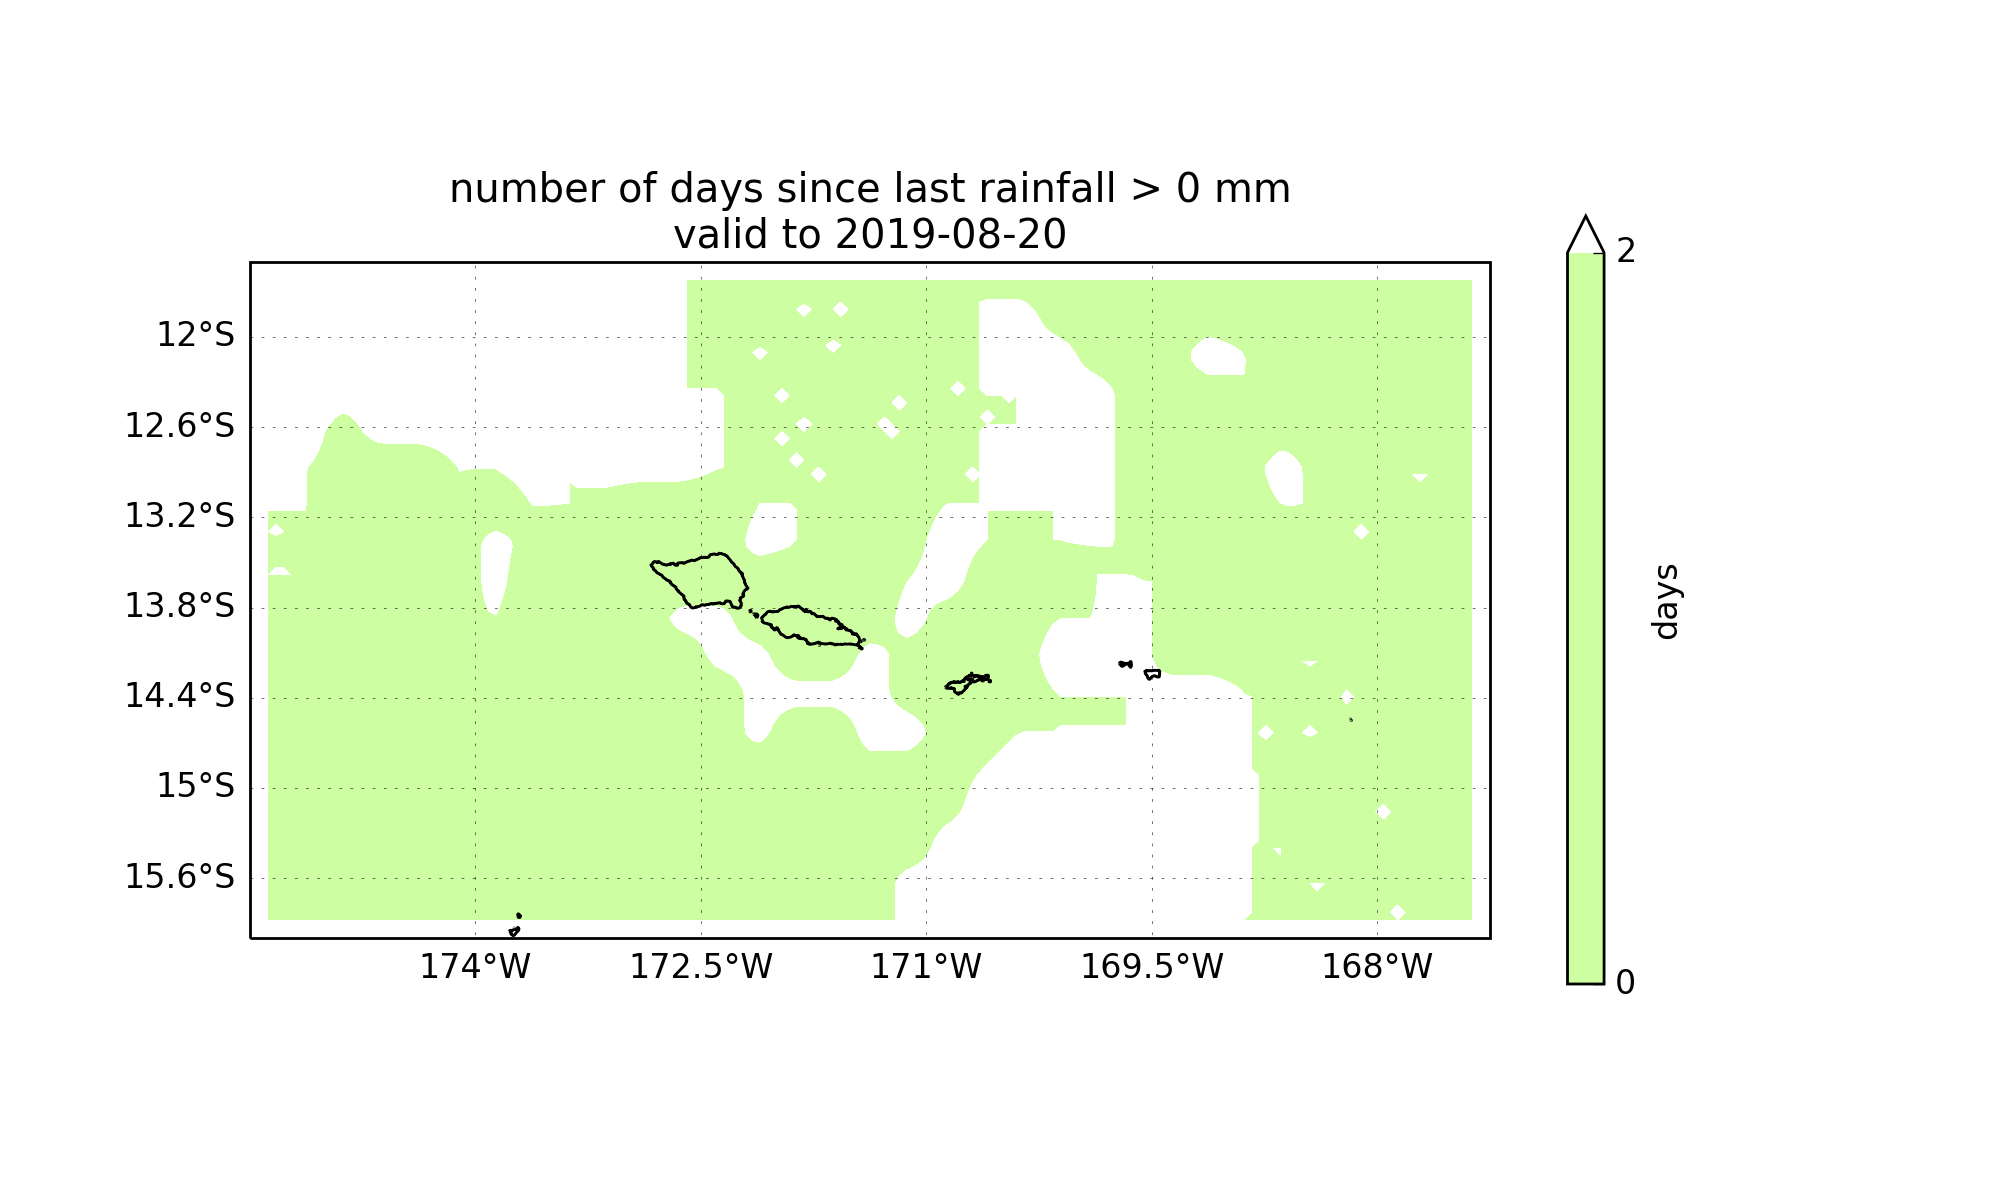 number of days since last rainfall > 0 mm
valid to 2019-08-20
2
12°S
12.6°S
13.2°S
13.8°S
14.4°S
15°S
15.6°S
days
174°W
172.5°W
171°W
169.5°W
168°W
0